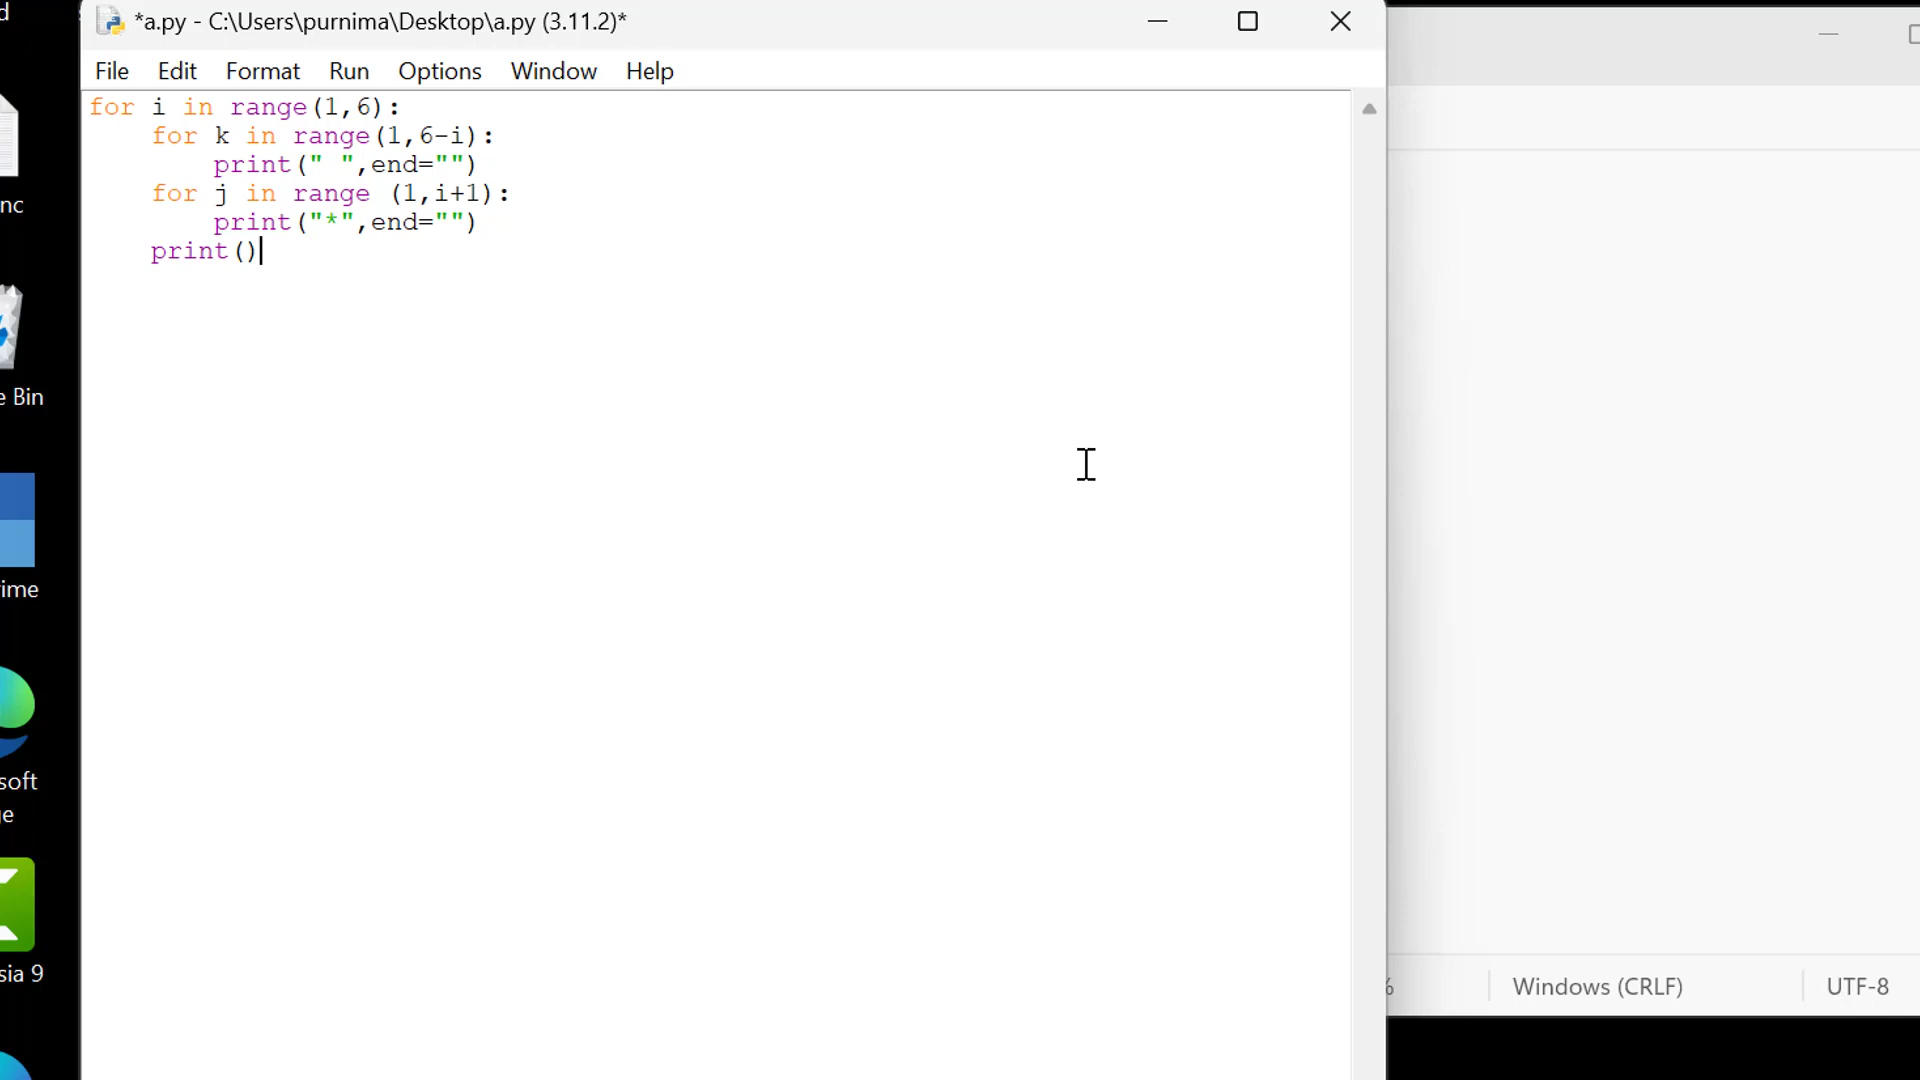 d
*a.py - C:\Users\purnima\Desktop\a.py (3.11.2)*
File Edit Format Run Options Window Help
for i in range(1,6):
    for k in range(1,6-i):
        print(" ",end="")
    for j in range (1,i+1):
        print("*",end="")
    print()
nc
e Bin
ime
soft
ge
sia 9
% Windows (CRLF) UTF-8